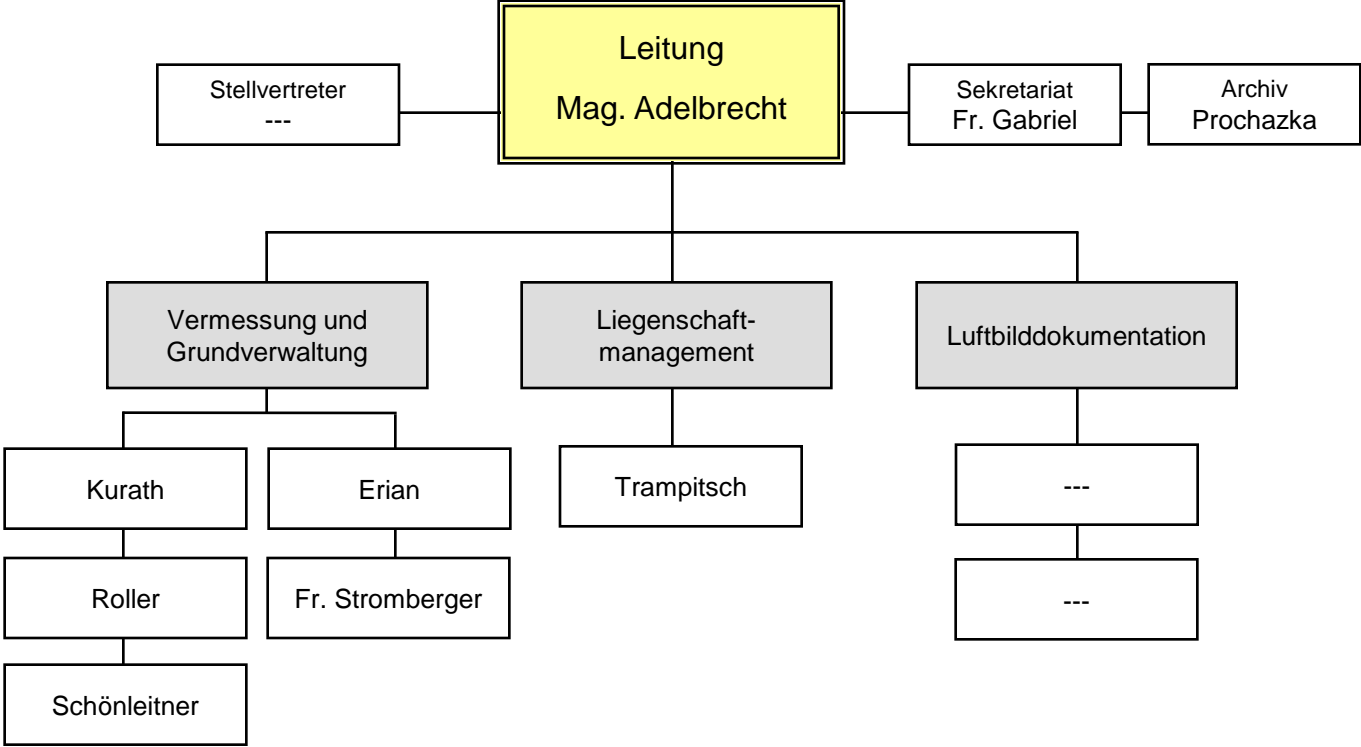 Leitung
Mag. Adelbrecht
Stellvertreter
---
Sekretariat
Fr. Gabriel
Archiv
Prochazka
Vermessung und
Grundverwaltung
Liegenschaft-
management
Luftbilddokumentation
Kurath
Erian
Trampitsch
---
Roller
Fr. Stromberger
---
Schönleitner